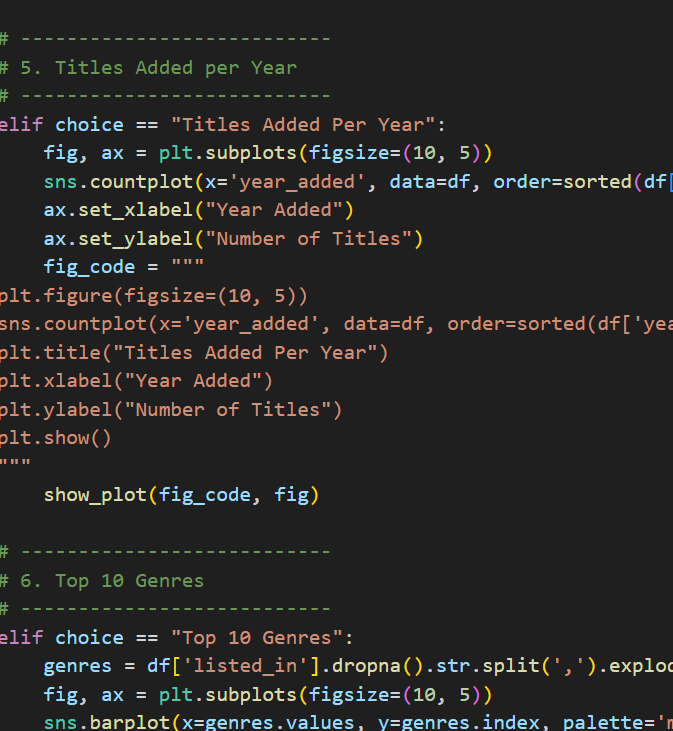 # ---------------------------
# 5. Titles Added per Year
# ---------------------------
elif choice == "Titles Added Per Year":
    fig, ax = plt.subplots(figsize=(10, 5))
    sns.countplot(x='year_added', data=df, order=sorted(df[
    ax.set_xlabel("Year Added")
    ax.set_ylabel("Number of Titles")
    fig_code = """
plt.figure(figsize=(10, 5))
sns.countplot(x='year_added', data=df, order=sorted(df['yea
plt.title("Titles Added Per Year")
plt.xlabel("Year Added")
plt.ylabel("Number of Titles")
plt.show()
"""
    show_plot(fig_code, fig)
# ---------------------------
# 6. Top 10 Genres
# ---------------------------
elif choice == "Top 10 Genres":
    genres = df['listed_in'].dropna().str.split(',').explod
    fig, ax = plt.subplots(figsize=(10, 5))
    sns.barplot(x=genres.values, y=genres.index, palette='m